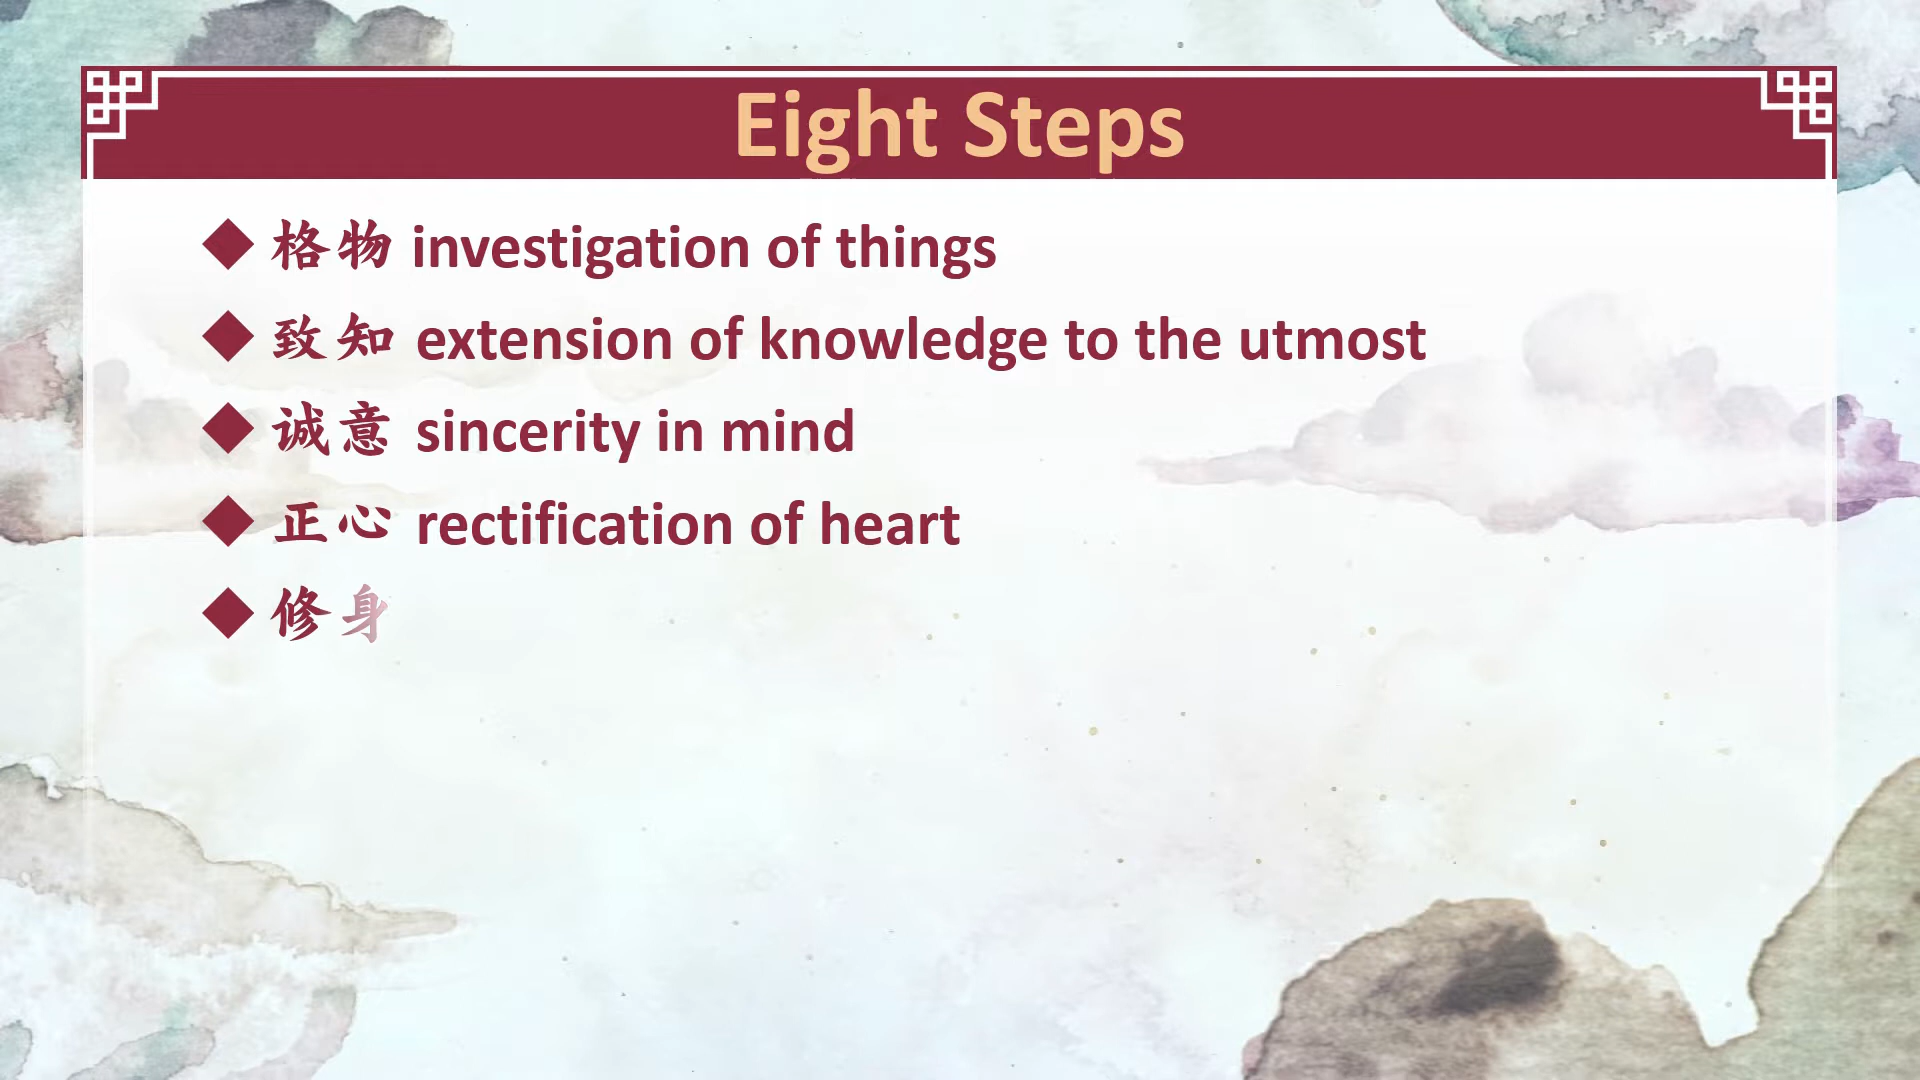 Eight Steps
格物 investigation of things
致知 extension of knowledge to the utmost
诚意 sincerity in mind
正心 rectification of heart
修身